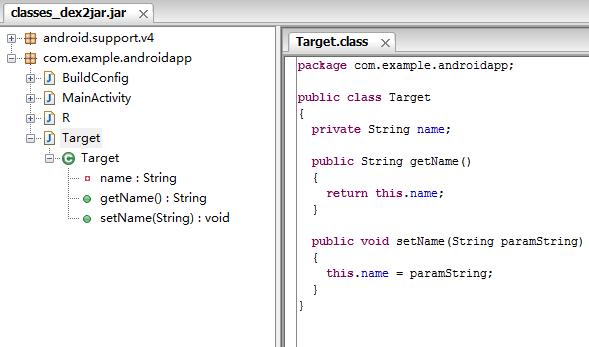 classes_dex2jar.jar
android.support.v4
com.example.androidapp
BuildConfig
MainActivity
R
Target
Target
name : String
getName() : String
setName(String) : void
Target.class
package com.example.androidapp;
public class Target
{
private String name;
public String getName()
{
return this.name;
}
public void setName(String paramString)
{
this.name = paramString;
}
}